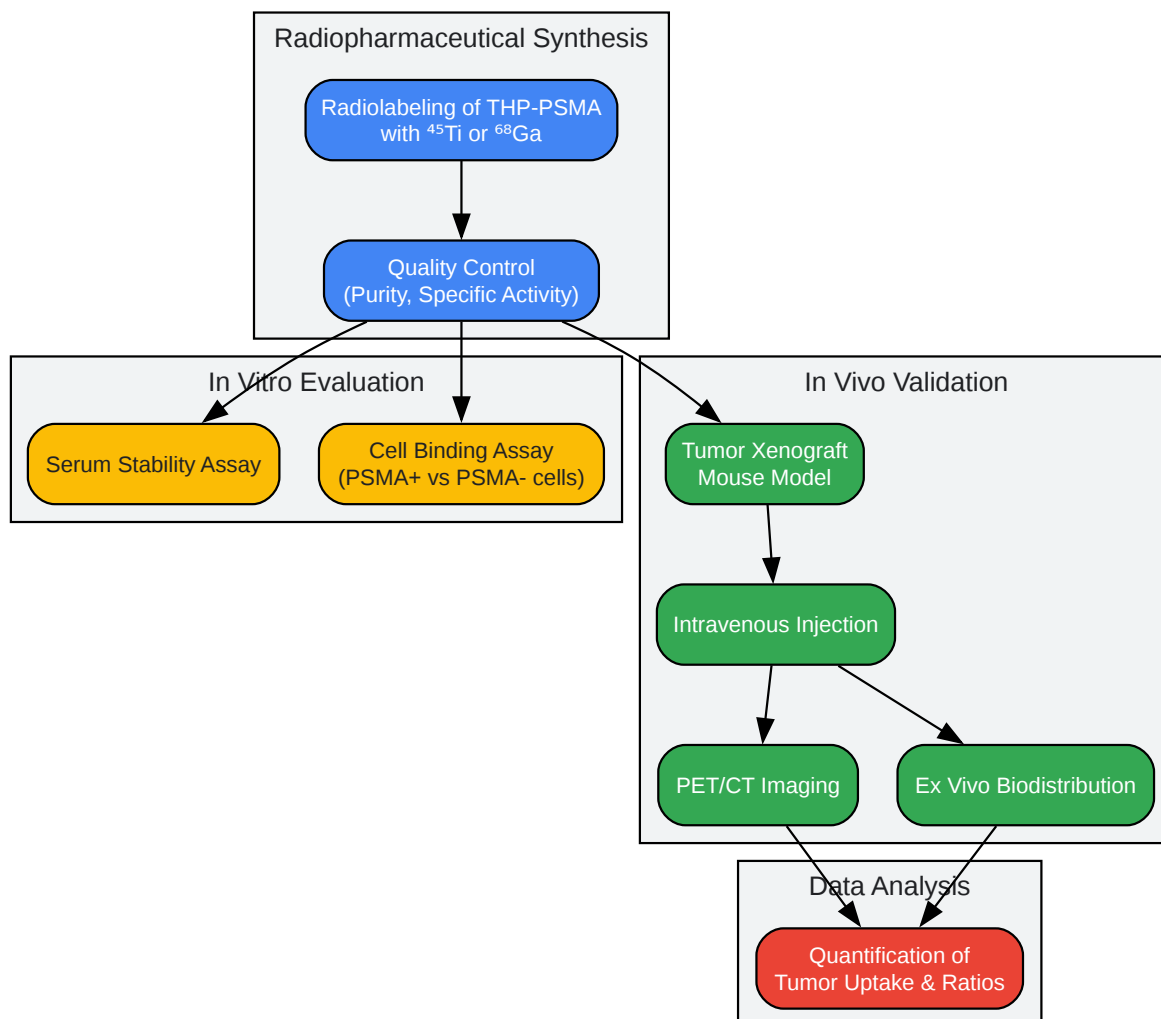 Radiopharmaceutical Synthesis
Radiolabeling of THP-PSMA
with ⁴⁵Ti or ⁶⁸Ga
Quality Control
(Purity, Specific Activity)
In Vitro Evaluation
Serum Stability Assay
Cell Binding Assay
(PSMA+ vs PSMA- cells)
In Vivo Validation
Tumor Xenograft
Mouse Model
Intravenous Injection
PET/CT Imaging
Ex Vivo Biodistribution
Data Analysis
Quantification of
Tumor Uptake & Ratios